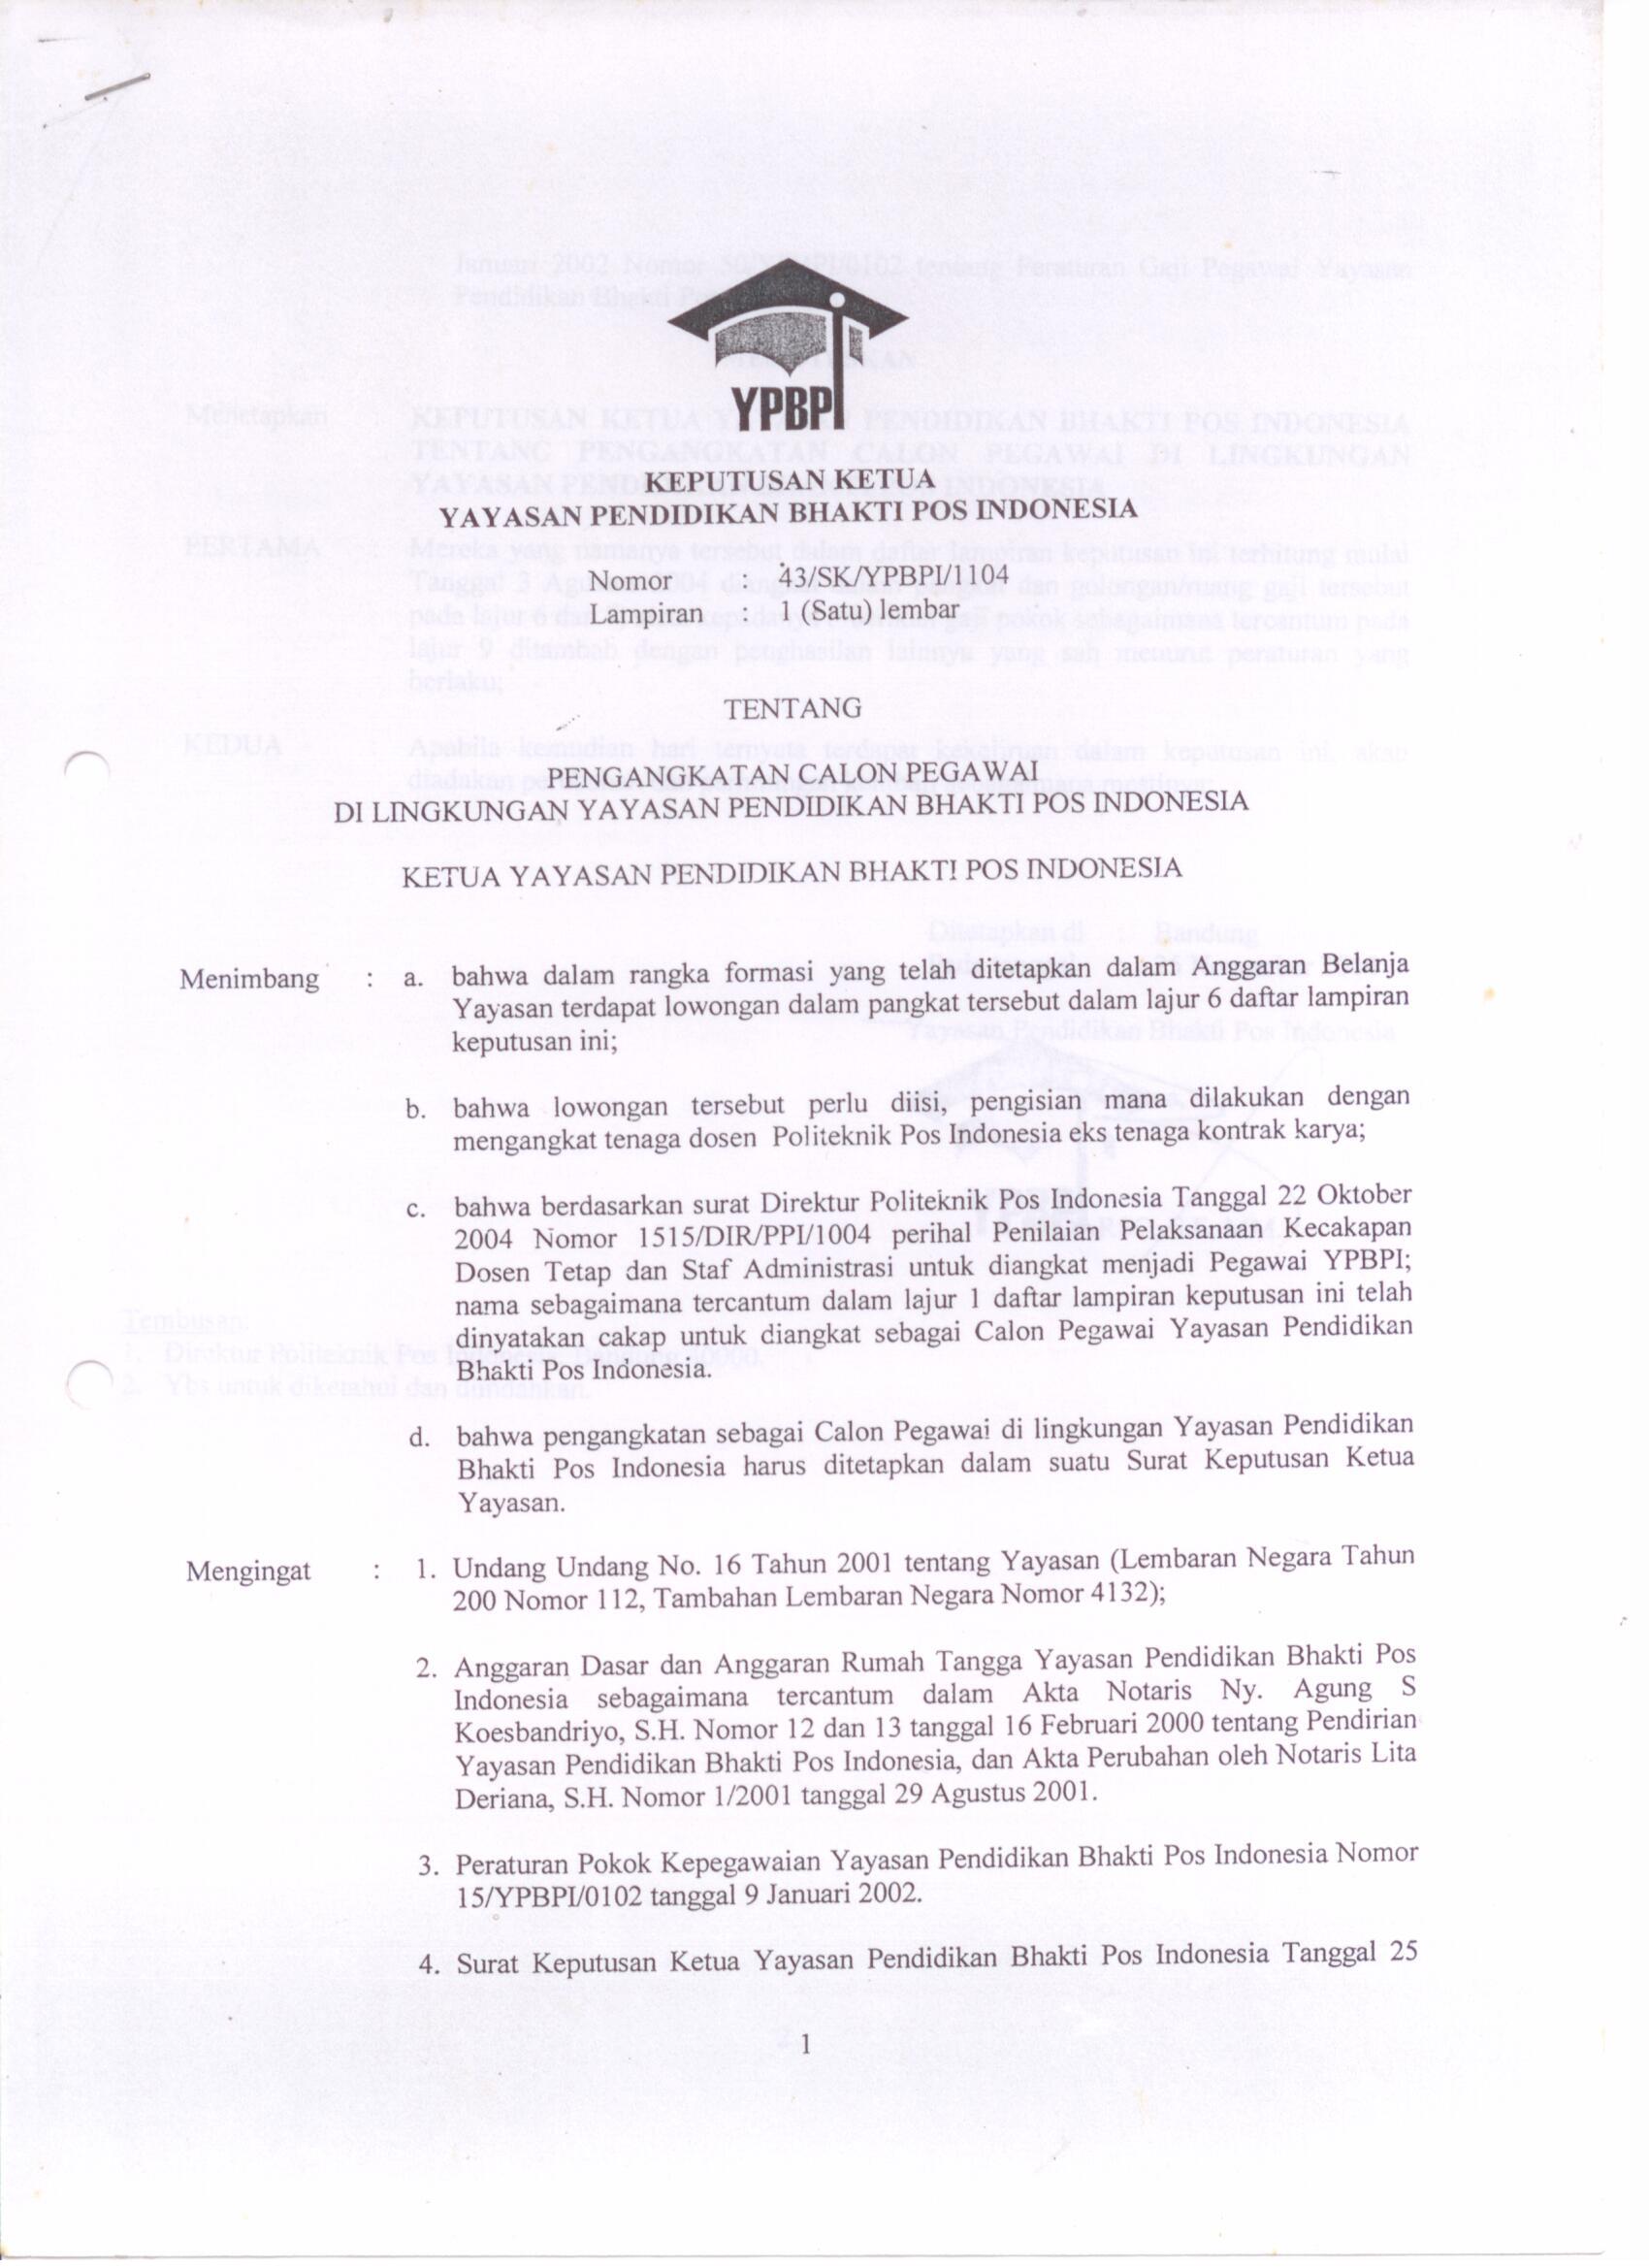 YPBPI
KEPUTUSAN KETUA
YAYASAN PENDIDIKAN BHAKTI POS INDONESIA
Nomor : 43/SK/YPBPI/1104
Lampiran : 1 (Satu) lembar
TENTANG
PENGANGKATAN CALON PEGAWAI
DI LINGKUNGAN YAYASAN PENDIDIKAN BHAKTI POS INDONESIA
KETUA YAYASAN PENDIDIKAN BHAKTI POS INDONESIA
Menimbang : a. bahwa dalam rangka formasi yang telah ditetapkan dalam Anggaran Belanja
Yayasan terdapat lowongan dalam pangkat tersebut dalam lajur 6 daftar lampiran
keputusan ini;
b. bahwa lowongan tersebut perlu diisi, pengisian mana dilakukan dengan
mengangkat tenaga dosen Politeknik Pos Indonesia eks tenaga kontrak karya;
c. bahwa berdasarkan surat Direktur Politeknik Pos Indonesia Tanggal 22 Oktober
2004 Nomor 1515/DIR/PPI/1004 perihal Penilaian Pelaksanaan Kecakapan
Dosen Tetap dan Staf Administrasi untuk diangkat menjadi Pegawai YPBPI;
nama sebagaimana tercantum dalam lajur 1 daftar lampiran keputusan ini telah
dinyatakan cakap untuk diangkat sebagai Calon Pegawai Yayasan Pendidikan
Bhakti Pos Indonesia.
d. bahwa pengangkatan sebagai Calon Pegawai di lingkungan Yayasan Pendidikan
Bhakti Pos Indonesia harus ditetapkan dalam suatu Surat Keputusan Ketua
Yayasan.
Mengingat : 1. Undang Undang No. 16 Tahun 2001 tentang Yayasan (Lembaran Negara Tahun
200 Nomor 112, Tambahan Lembaran Negara Nomor 4132);
2. Anggaran Dasar dan Anggaran Rumah Tangga Yayasan Pendidikan Bhakti Pos
Indonesia sebagaimana tercantum dalam Akta Notaris Ny. Agung S
Koesbandriyo, S.H. Nomor 12 dan 13 tanggal 16 Februari 2000 tentang Pendirian
Yayasan Pendidikan Bhakti Pos Indonesia, dan Akta Perubahan oleh Notaris Lita
Deriana, S.H. Nomor 1/2001 tanggal 29 Agustus 2001.
3. Peraturan Pokok Kepegawaian Yayasan Pendidikan Bhakti Pos Indonesia Nomor
15/YPBPI/0102 tanggal 9 Januari 2002.
4. Surat Keputusan Ketua Yayasan Pendidikan Bhakti Pos Indonesia Tanggal 25
1